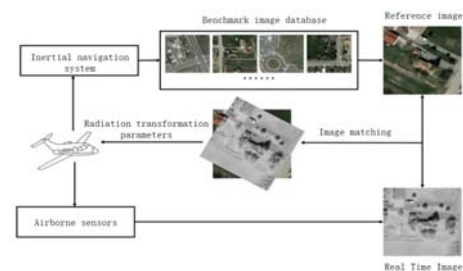 Benchmark image database
Reference image
Inertial navigation
system
......
Radiation transformation
parameters
Image matching
Airborne sensors
Real Time Image